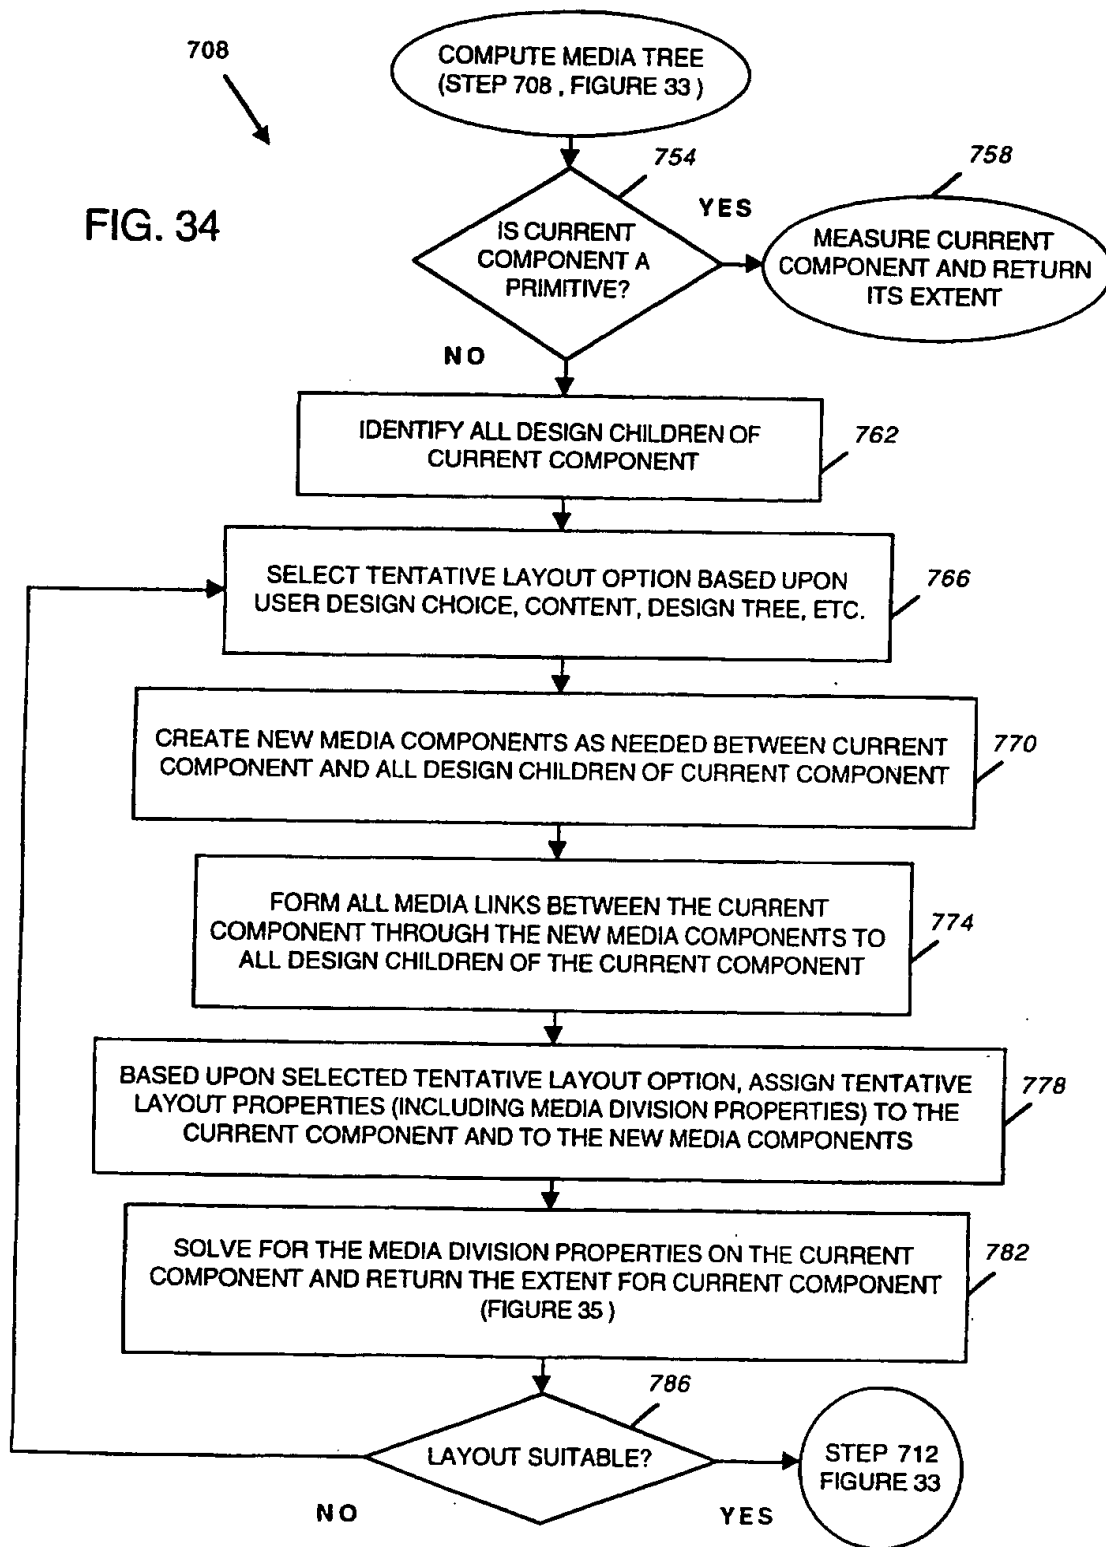 708
COMPUTE MEDIA TREE
(STEP 708 , FIGURE 33 )
FIG. 34
754
758
YES
IS CURRENT
COMPONENT A
PRIMITIVE?
MEASURE CURRENT
COMPONENT AND RETURN
ITS EXTENT
NO
IDENTIFY ALL DESIGN CHILDREN OF
CURRENT COMPONENT
762
SELECT TENTATIVE LAYOUT OPTION BASED UPON
USER DESIGN CHOICE, CONTENT, DESIGN TREE, ETC.
766
CREATE NEW MEDIA COMPONENTS AS NEEDED BETWEEN CURRENT
COMPONENT AND ALL DESIGN CHILDREN OF CURRENT COMPONENT
770
FORM ALL MEDIA LINKS BETWEEN THE CURRENT
COMPONENT THROUGH THE NEW MEDIA COMPONENTS TO
ALL DESIGN CHILDREN OF THE CURRENT COMPONENT
774
BASED UPON SELECTED TENTATIVE LAYOUT OPTION, ASSIGN TENTATIVE
LAYOUT PROPERTIES (INCLUDING MEDIA DIVISION PROPERTIES) TO THE
CURRENT COMPONENT AND TO THE NEW MEDIA COMPONENTS
778
SOLVE FOR THE MEDIA DIVISION PROPERTIES ON THE CURRENT
COMPONENT AND RETURN THE EXTENT FOR CURRENT COMPONENT
(FIGURE 35 )
782
786
LAYOUT SUITABLE?
STEP 712
FIGURE 33
NO
YES